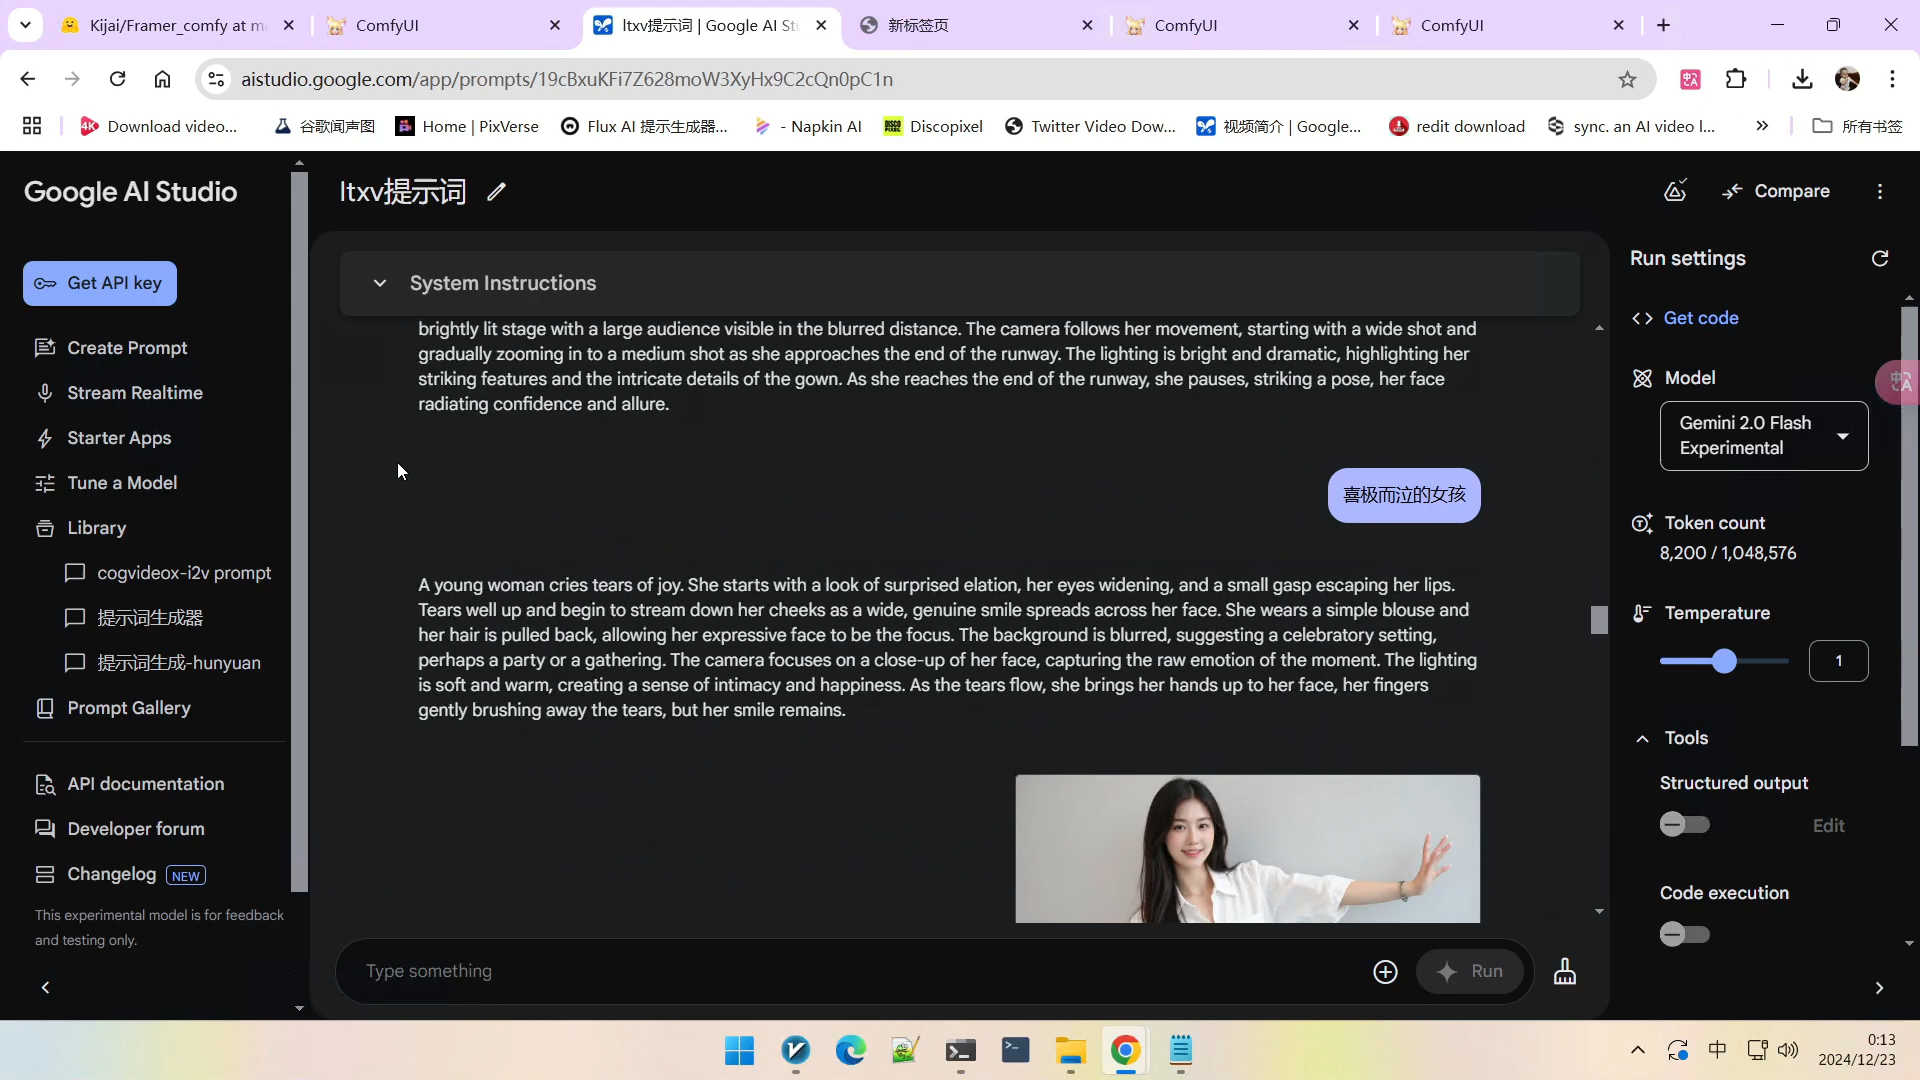 Kijai/Framer_comfy at ma
ComfyUI
ltxv提示词 | Google AI St
新标签页
ComfyUI
ComfyUI
aistudio.google.com/app/prompts/19cBxuKFi7Z628moW3XyHx9C2cQn0pC1n
Download video...
谷歌闻声图
Home | PixVerse
Flux AI 提示生成器...
- Napkin AI
Discopixel
Twitter Video Dow...
视频简介 | Google...
redit download
sync. an AI video l...
所有书签
Google AI Studio
ltxv提示词
Compare
Get API key
Create Prompt
Stream Realtime
Starter Apps
Tune a Model
Library
cogvideox-i2v prompt
提示词生成器
提示词生成-hunyuan
Prompt Gallery
API documentation
Developer forum
Changelog NEW
This experimental model is for feedback
and testing only.
System Instructions
brightly lit stage with a large audience visible in the blurred distance. The camera follows her movement, starting with a wide shot and
gradually zooming in to a medium shot as she approaches the end of the runway. The lighting is bright and dramatic, highlighting her
striking features and the intricate details of the gown. As she reaches the end of the runway, she pauses, striking a pose, her face
radiating confidence and allure.
喜极而泣的女孩
A young woman cries tears of joy. She starts with a look of surprised elation, her eyes widening, and a small gasp escaping her lips.
Tears well up and begin to stream down her cheeks as a wide, genuine smile spreads across her face. She wears a simple blouse and
her hair is pulled back, allowing her expressive face to be the focus. The background is blurred, suggesting a celebratory setting,
perhaps a party or a gathering. The camera focuses on a close-up of her face, capturing the raw emotion of the moment. The lighting
is soft and warm, creating a sense of intimacy and happiness. As the tears flow, she brings her hands up to her face, her fingers
gently brushing away the tears, but her smile remains.
Type something
Run
Run settings
Get code
Model
Gemini 2.0 Flash
Experimental
Token count
8,200 / 1,048,576
Temperature
1
Tools
Structured output
Edit
Code execution
中
0:13
2024/12/23